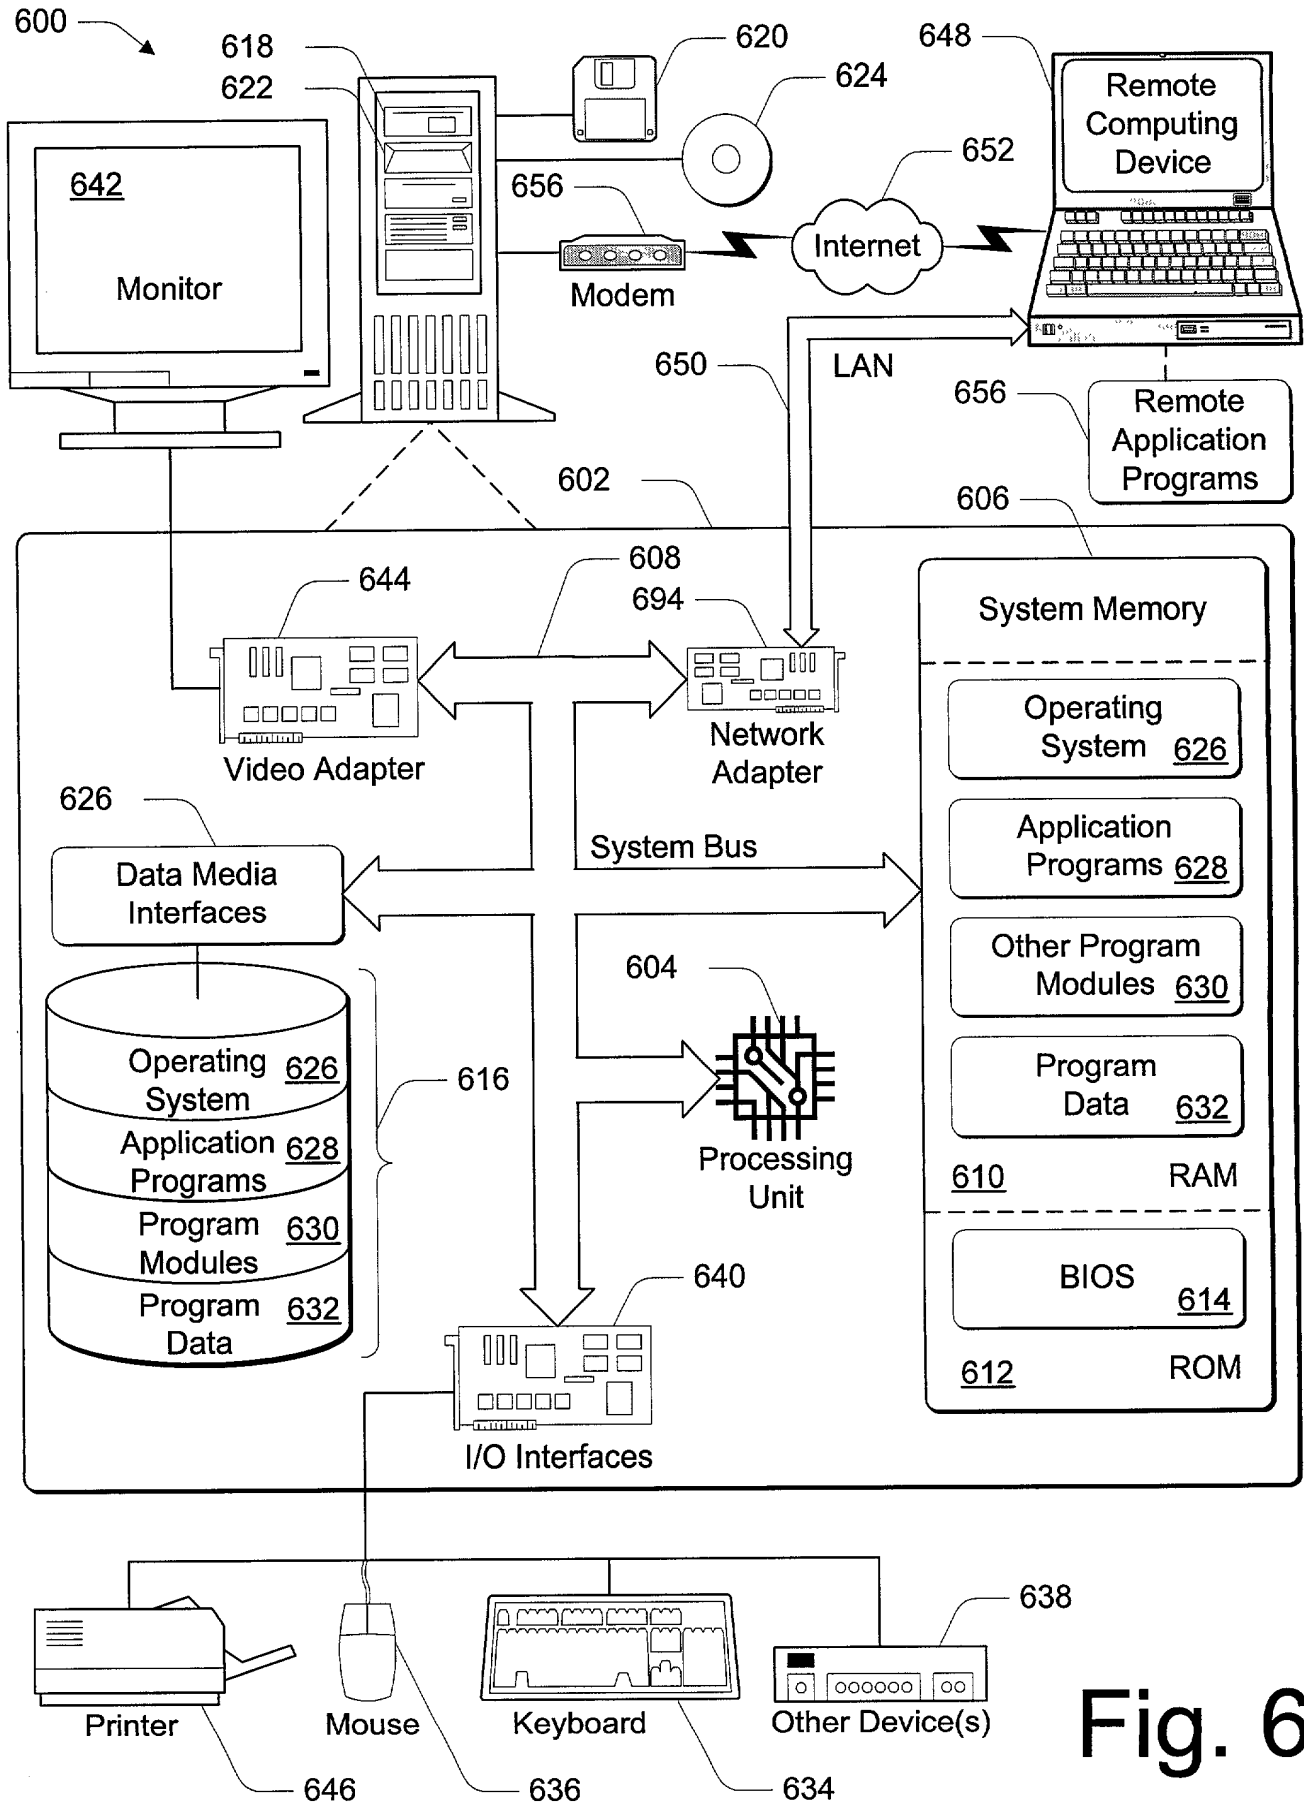 600
618
622
620
624
648
Remote
Computing
Device
652
642
656
Monitor
Internet
Modem
650
LAN
656
Remote
Application
Programs
602
606
608
644
694
System Memory
Operating
System 626
Network
Adapter
Video Adapter
626
Application
Programs 628
System Bus
Data Media
Interfaces
Other Program
Modules 630
604
Operating
System 626
616
Program
Data 632
Application
Programs 628
Processing
Unit
610 RAM
Program
Modules 630
640
BIOS 614
Program
Data 632
612 ROM
I/O Interfaces
638
Printer
Mouse
Keyboard
Other Device(s)
646
636
634
Fig. 6